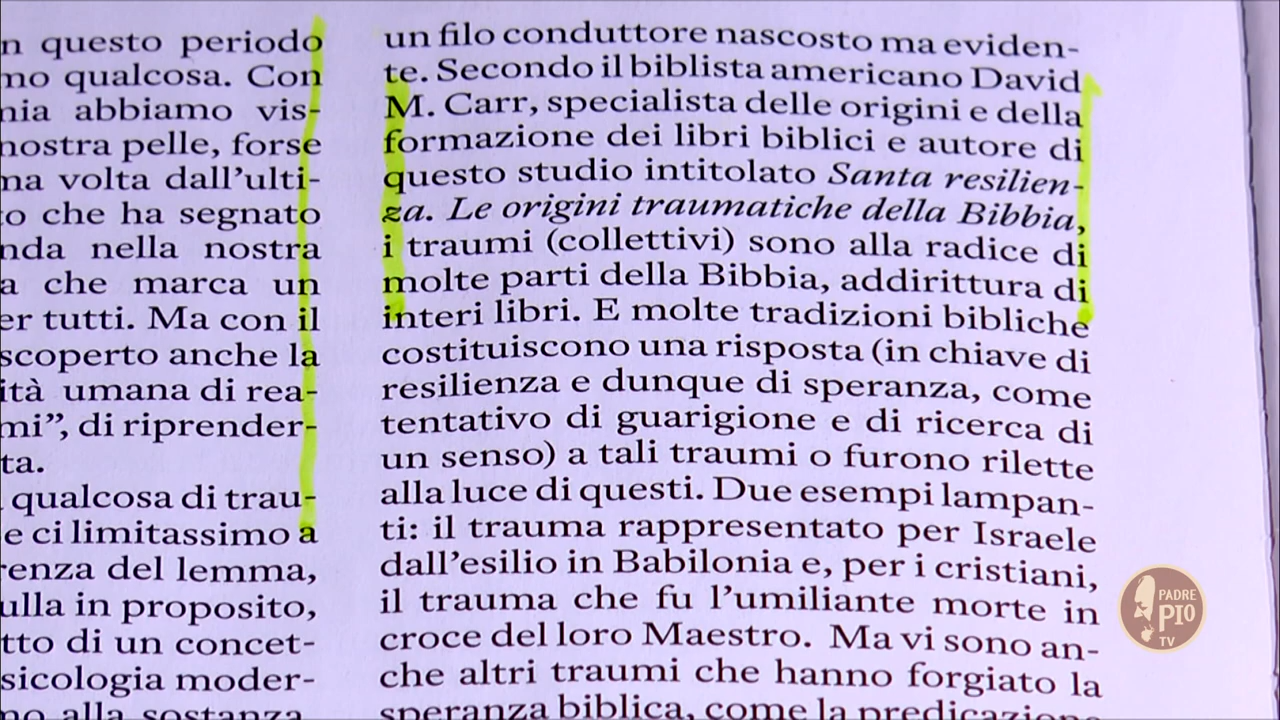 n questo periodo
mo qualcosa. Con
nia abbiamo vis-
nostra pelle, forse
ma volta dall’ulti-
to che ha segnato
nda nella nostra
a che marca un
er tutti. Ma con il
scoperto anche la
ità umana di rea-
mi”, di riprender-
ta.
qualcosa di trau-
e ci limitassimo a
renza del lemma,
ulla in proposito,
tto di un concet-
sicologia moder-
no alla sostanza
un filo conduttore nascosto ma eviden-
te. Secondo il biblista americano David
M. Carr, specialista delle origini e della
formazione dei libri biblici e autore di
questo studio intitolato Santa resilien-
za. Le origini traumatiche della Bibbia,
i traumi (collettivi) sono alla radice di
molte parti della Bibbia, addirittura di
interi libri. E molte tradizioni bibliche
costituiscono una risposta (in chiave di
resilienza e dunque di speranza, come
tentativo di guarigione e di ricerca di
un senso) a tali traumi o furono rilette
alla luce di questi. Due esempi lampan-
ti: il trauma rappresentato per Israele
dall’esilio in Babilonia e, per i cristiani,
il trauma che fu l’umiliante morte in
croce del loro Maestro. Ma vi sono an-
che altri traumi che hanno forgiato la
speranza biblica, come la predicazione
PADRE
PIO
TV